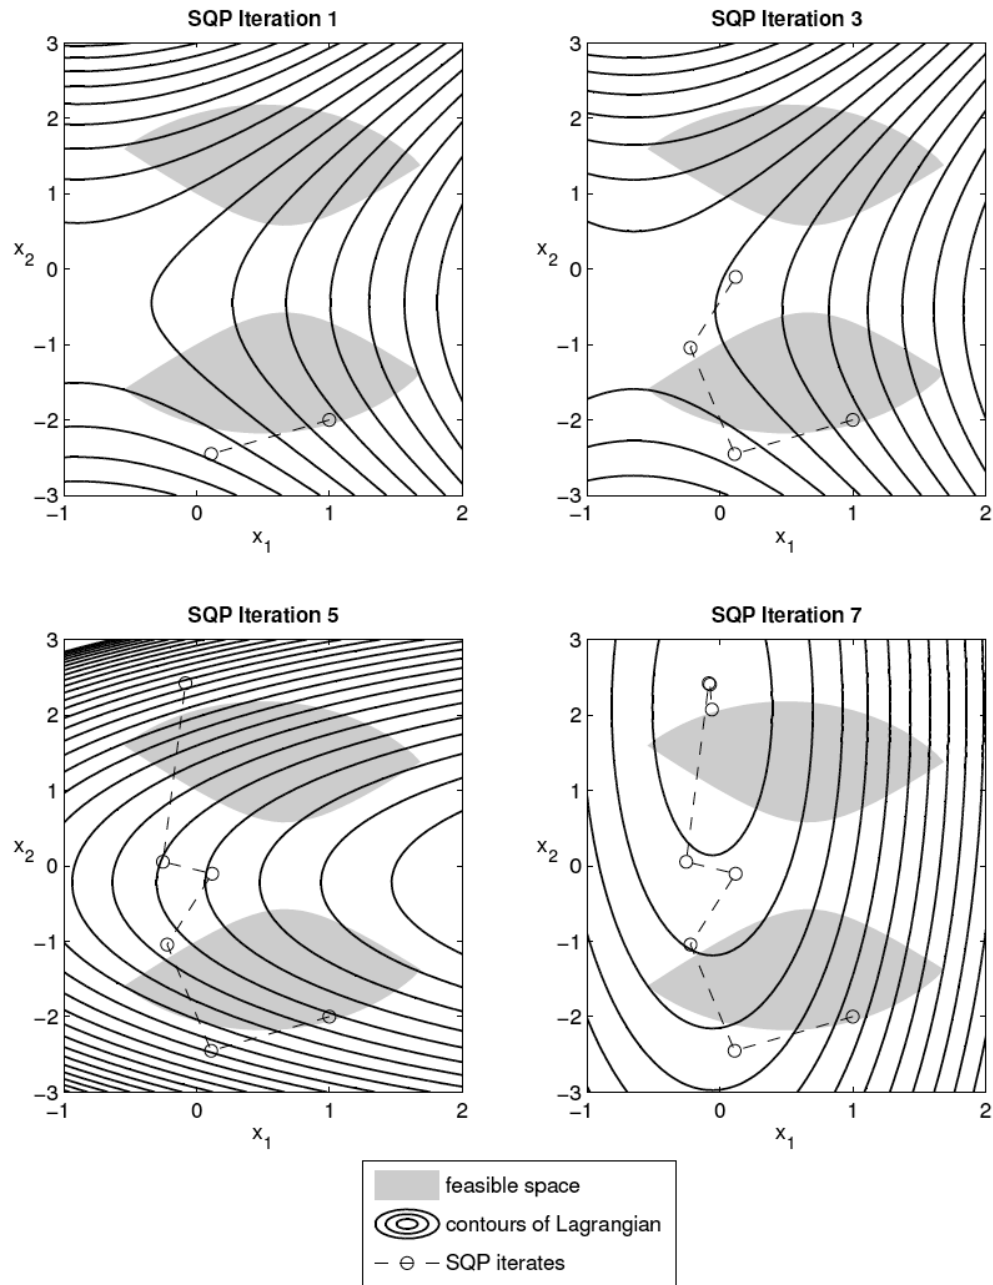 SQP Iteration 1
3
2
1
0
−1
−2
−3
x2
−1
0
1
2
x1
SQP Iteration 3
3
2
1
0
−1
−2
−3
x2
−1
0
1
2
x1
SQP Iteration 5
3
2
1
0
−1
−2
−3
x2
−1
0
1
2
x1
SQP Iteration 7
3
2
1
0
−1
−2
−3
x2
−1
0
1
2
x1
feasible space
contours of Lagrangian
SQP iterates